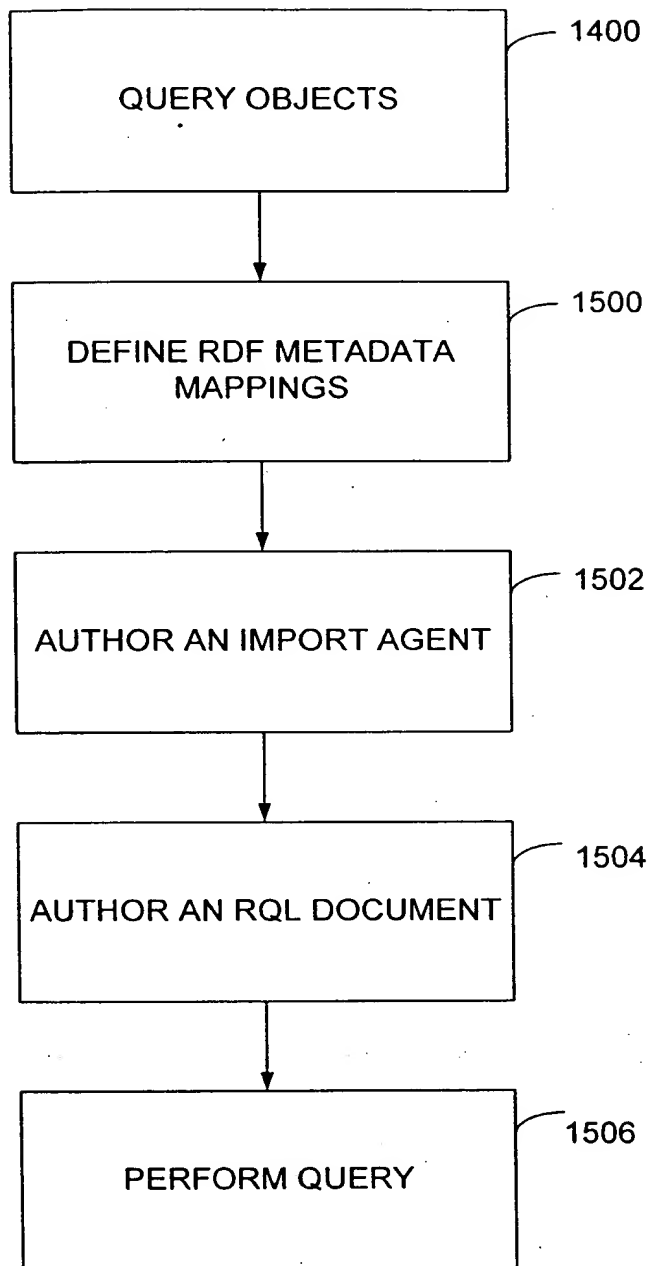 1400
QUERY OBJECTS
1500
DEFINE RDF METADATA
MAPPINGS
1502
AUTHOR AN IMPORT AGENT
1504
AUTHOR AN RQL DOCUMENT
1506
PERFORM QUERY